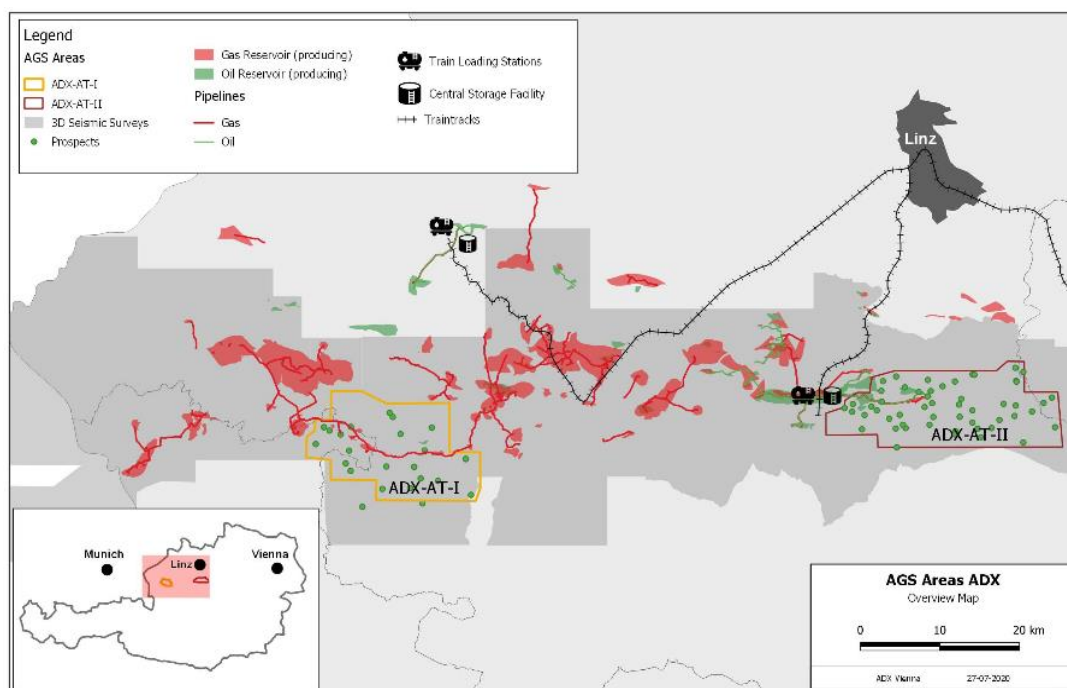 Legend
AGS Areas
ADX-AT-I
ADX-AT-II
3D Seismic Surveys
Prospects
Gas Reservoir (producing)
Oil Reservoir (producing)
Pipelines
Gas
Oil
Train Loading Stations
Central Storage Facility
Traintracks
Linz
ADX-AT-I
ADX-AT-II
Munich
Linz
Vienna
AGS Areas ADX
Overview Map
0 10 20 km
ADX Vienna 27-07-2020